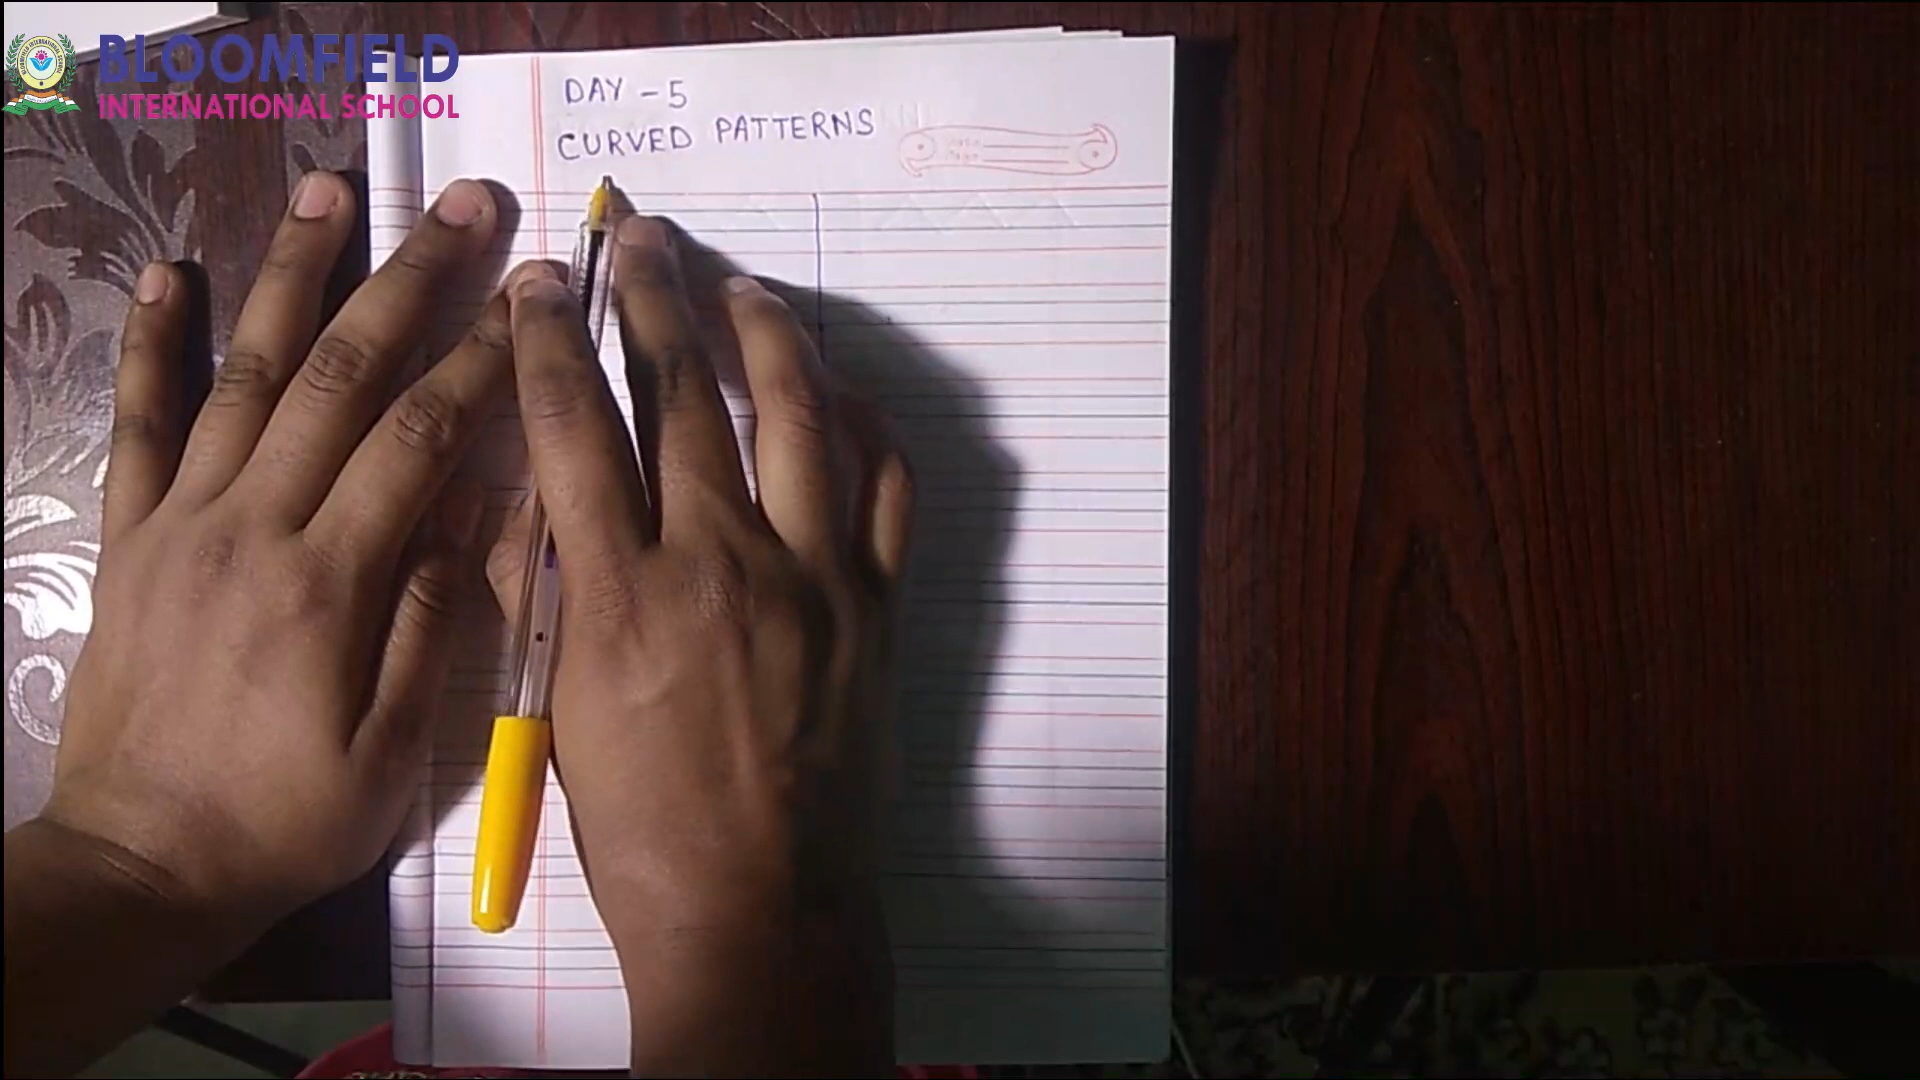 BLOOMFIELD
INTERNATIONAL SCHOOL
DAY - 5
CURVED PATTERNS